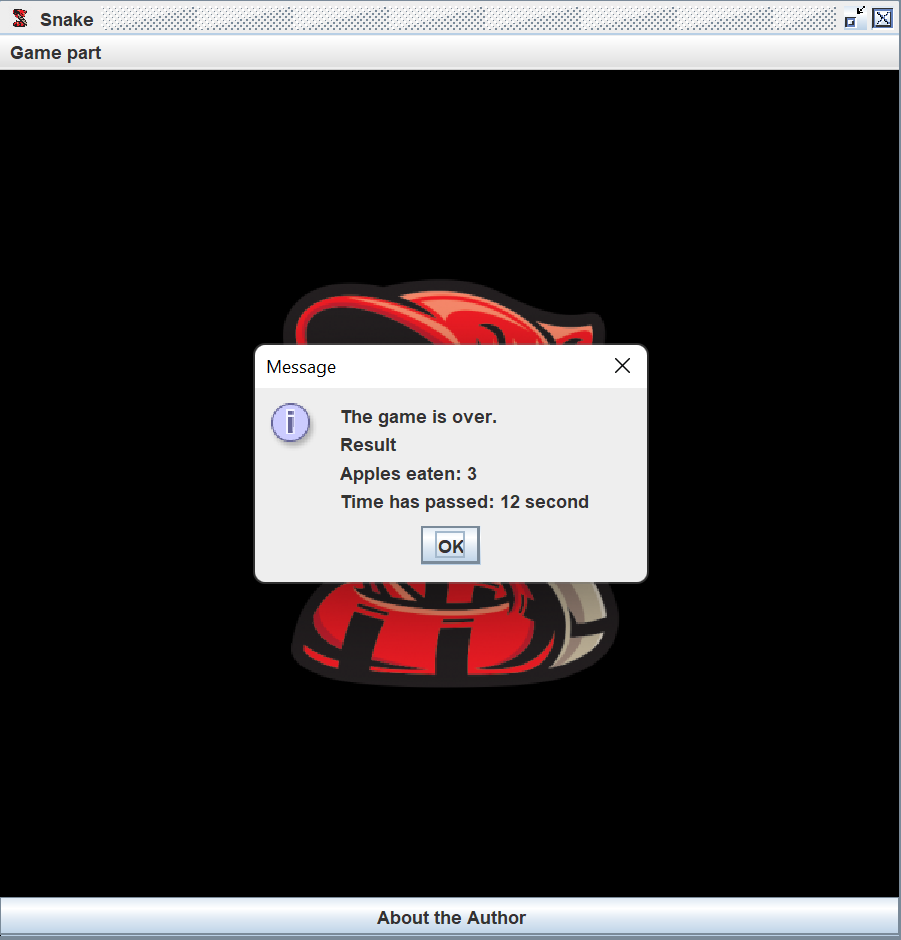 Snake
Game part
Message
The game is over.
Result
Apples eaten: 3
Time has passed: 12 second
OK
About the Author